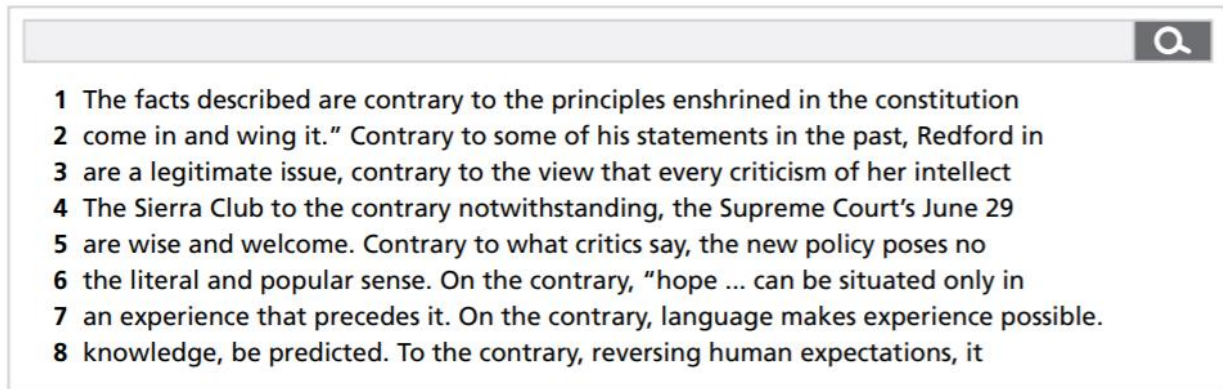 1 The facts described are contrary to the principles enshrined in the constitution
2 come in and wing it.” Contrary to some of his statements in the past, Redford in
3 are a legitimate issue, contrary to the view that every criticism of her intellect
4 The Sierra Club to the contrary notwithstanding, the Supreme Court’s June 29
5 are wise and welcome. Contrary to what critics say, the new policy poses no
6 the literal and popular sense. On the contrary, “hope ... can be situated only in
7 an experience that precedes it. On the contrary, language makes experience possible.
8 knowledge, be predicted. To the contrary, reversing human expectations, it